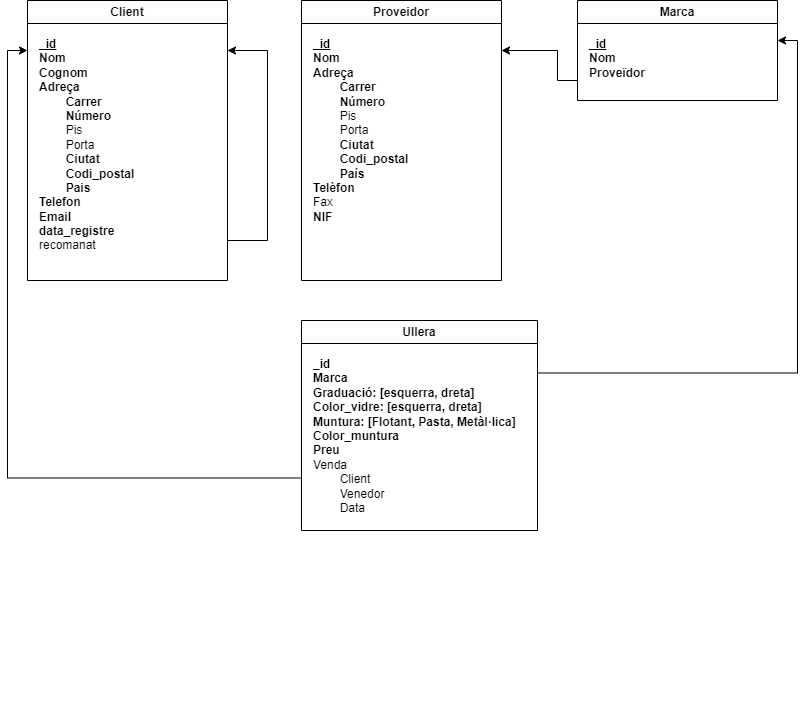 Client
_id
Nom
Cognom
Adreça
Carrer
Número
Pis
Porta
Ciutat
Codi_postal
Pais
Telefon
Email
data_registre
recomanat
Proveidor
_id
Nom
Adreça
Carrer
Número
Pis
Porta
Ciutat
Codi_postal
País
Telèfon
Fax
NIF
Marca
_id
Nom
Proveïdor
Ullera
_id
Marca
Graduació: [esquerra, dreta]
Color_vidre: [esquerra, dreta]
Muntura: [Flotant, Pasta, Metàl·lica]
Color_muntura
Preu
Venda
Client
Venedor
Data